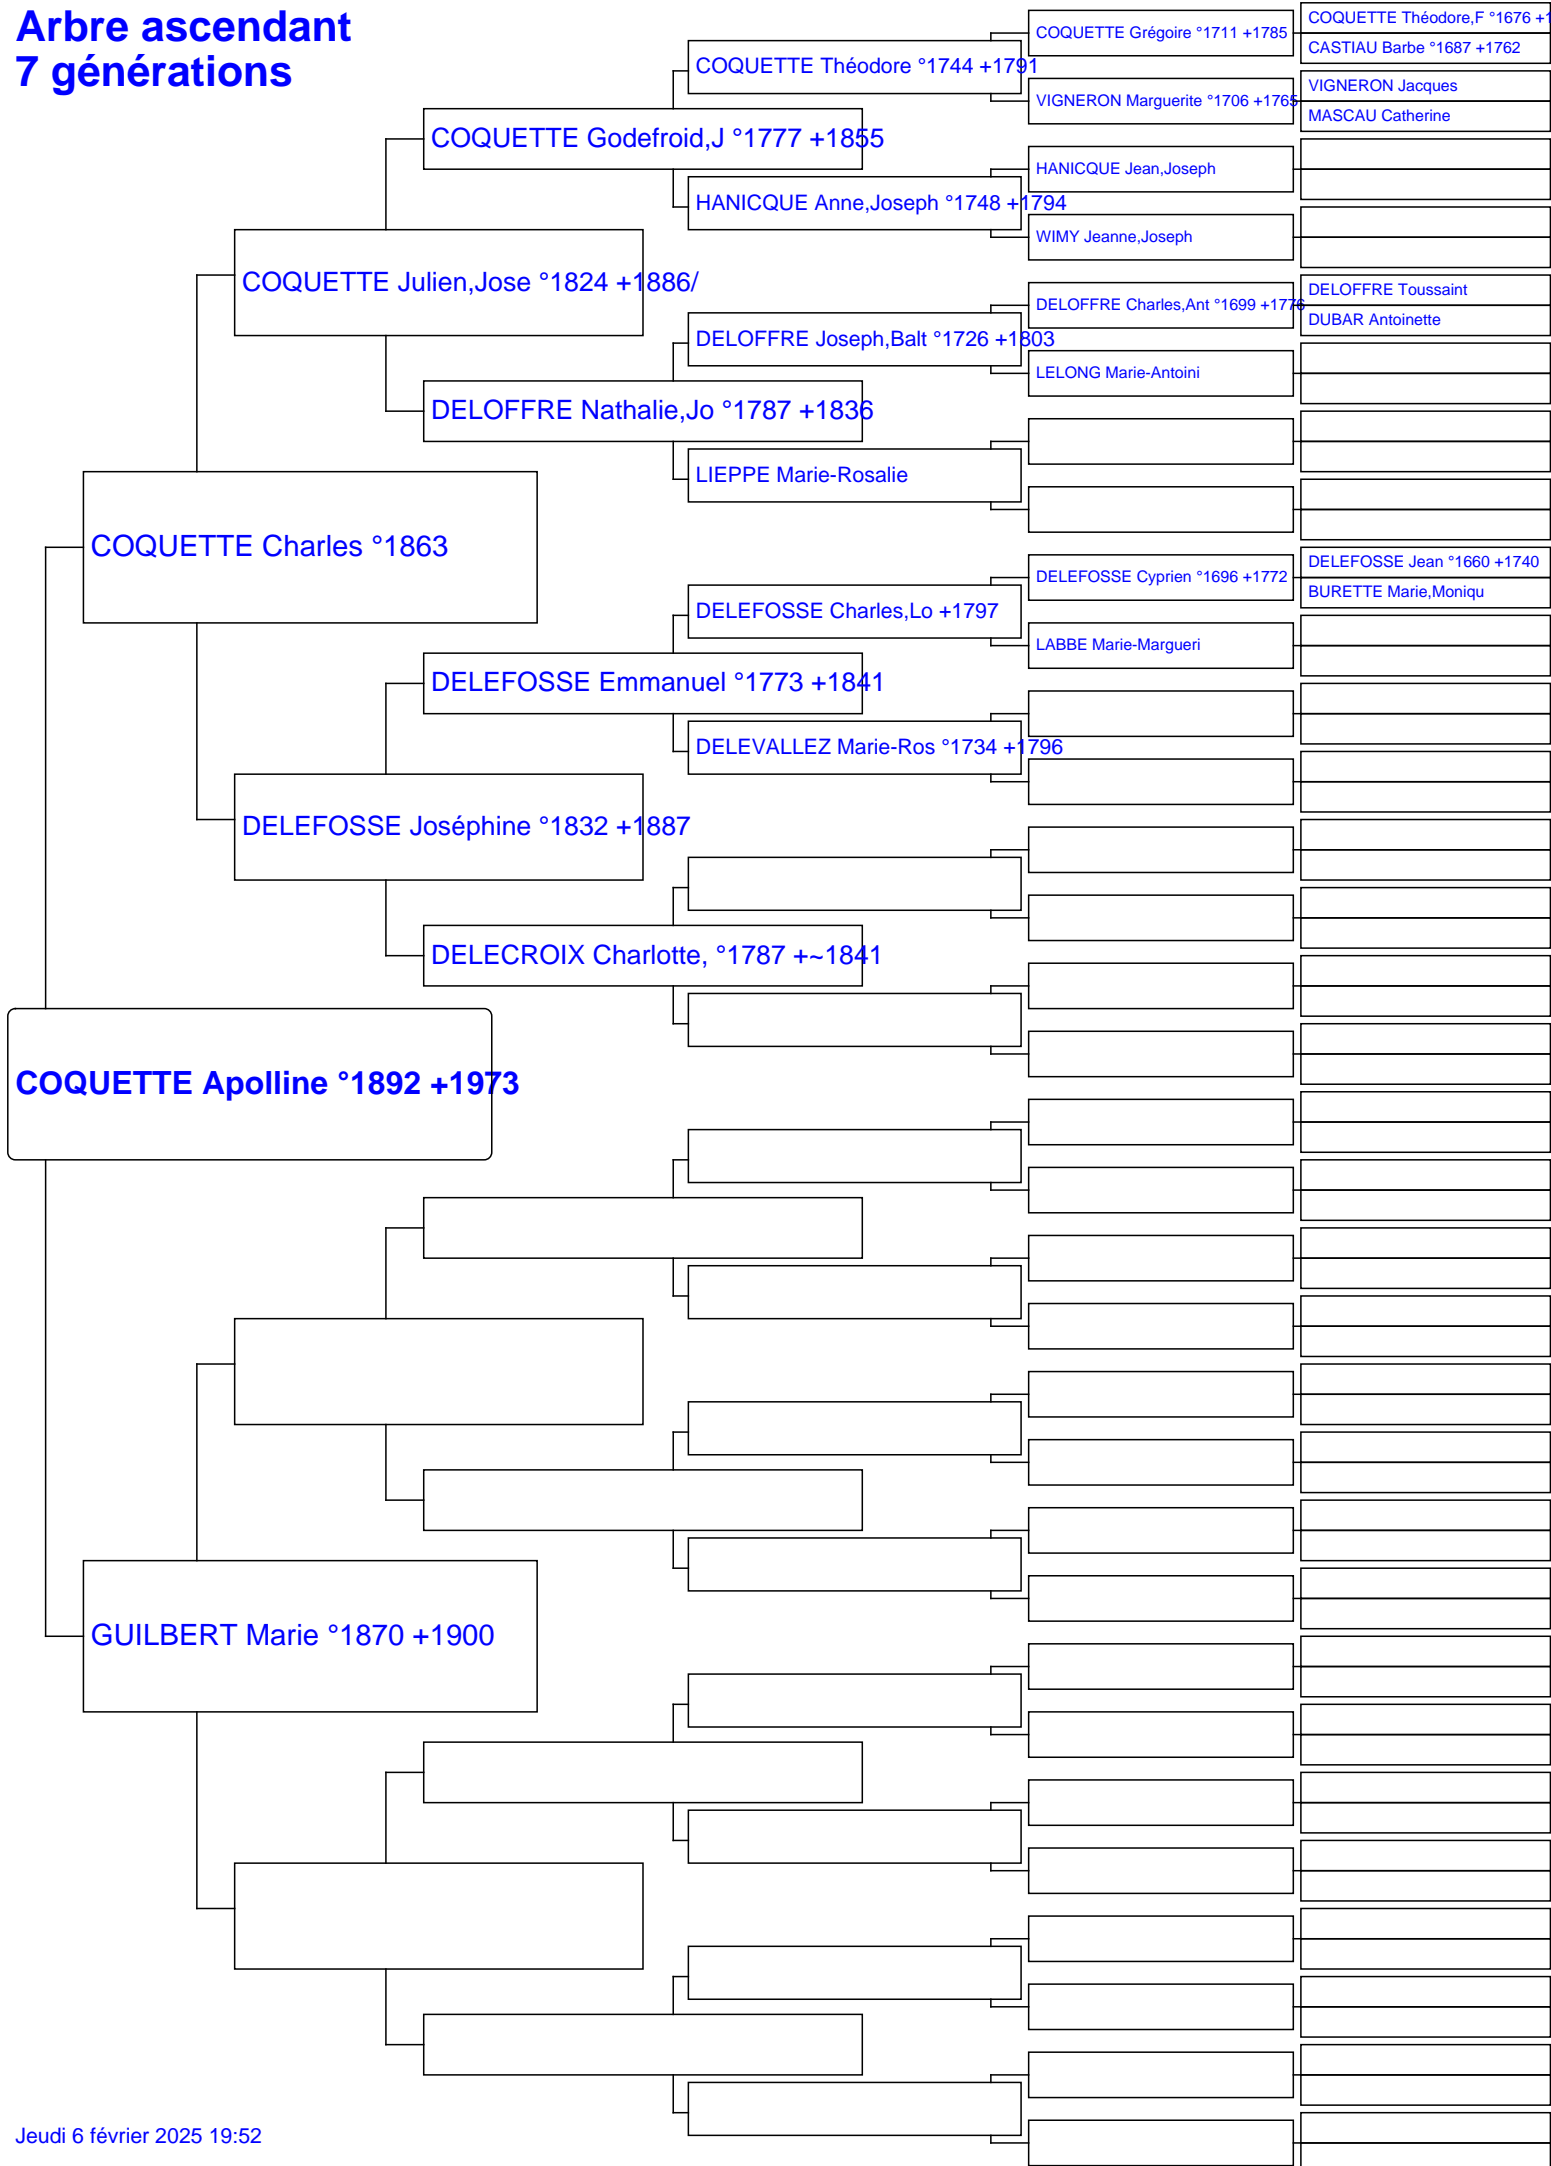 Arbre ascendant
7 générations
COQUETTE Théodore,F °1676 +1
COQUETTE Grégoire °1711 +1785
CASTIAU Barbe °1687 +1762
COQUETTE Théodore °1744 +1791
VIGNERON Jacques
VIGNERON Marguerite °1706 +1765
MASCAU Catherine
COQUETTE Godefroid,J °1777 +1855
HANICQUE Jean,Joseph
HANICQUE Anne,Joseph °1748 +1794
WIMY Jeanne,Joseph
COQUETTE Julien,Jose °1824 +1886/
DELOFFRE Toussaint
DELOFFRE Charles,Ant °1699 +1776
DUBAR Antoinette
DELOFFRE Joseph,Balt °1726 +1803
LELONG Marie-Antoini
DELOFFRE Nathalie,Jo °1787 +1836
LIEPPE Marie-Rosalie
COQUETTE Charles °1863
DELEFOSSE Jean °1660 +1740
DELEFOSSE Cyprien °1696 +1772
BURETTE Marie,Moniqu
DELEFOSSE Charles,Lo +1797
LABBE Marie-Margueri
DELEFOSSE Emmanuel °1773 +1841
DELEVALLEZ Marie-Ros °1734 +1796
DELEFOSSE Joséphine °1832 +1887
DELECROIX Charlotte, °1787 +~1841
COQUETTE Apolline °1892 +1973
GUILBERT Marie °1870 +1900
Jeudi 6 février 2025 19:52